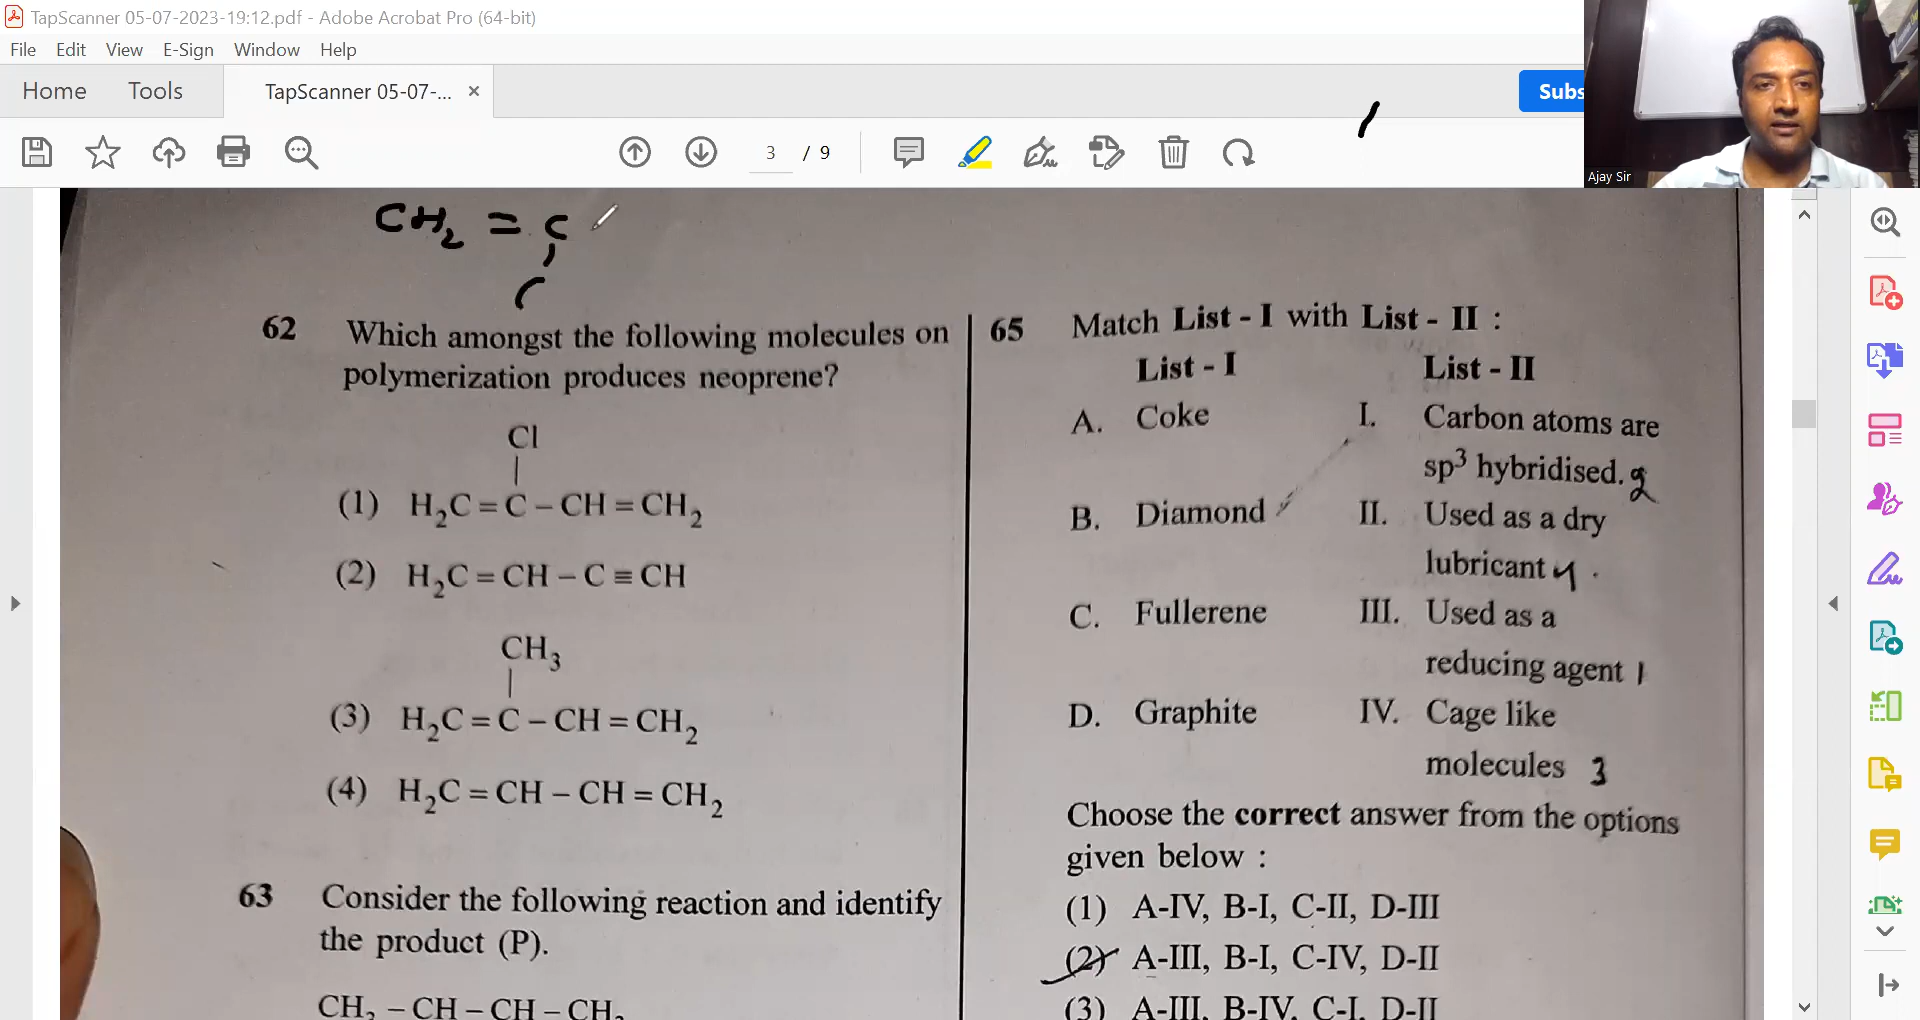 TapScanner 05-07-2023-19:12.pdf - Adobe Acrobat Pro (64-bit)
File Edit View E-Sign Window Help
Home Tools TapScanner 05-07-... ×
Subs
3 / 9
Ajay Sir
CH₂ = C
62 Which amongst the following molecules on
polymerization produces neoprene?
Cl
|
(1) H₂C = C – CH = CH₂
(2) H₂C = CH – C ≡ CH
CH₃
|
(3) H₂C = C – CH = CH₂
(4) H₂C = CH – CH = CH₂
63 Consider the following reaction and identify
the product (P).
CH₃ – CH – CH – CH₃
65 Match List - I with List - II :
List - I List - II
A. Coke I. Carbon atoms are
sp³ hybridised. 2
B. Diamond II. Used as a dry
lubricant 4
C. Fullerene III. Used as a
reducing agent 1
D. Graphite IV. Cage like
molecules 3
Choose the correct answer from the options
given below :
(1) A-IV, B-I, C-II, D-III
(2) A-III, B-I, C-IV, D-II
(3) A-III, B-IV, C-I, D-II